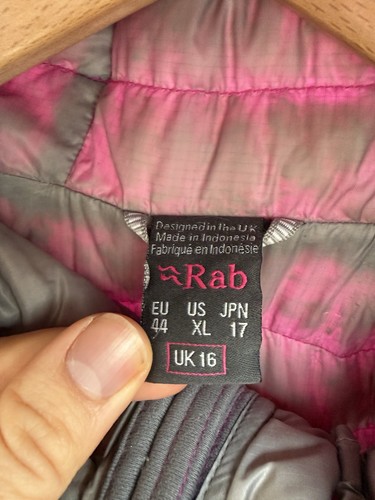 Designed in the UK
Made in Indonesia
Fabriqué en Indonésie
Rab
EU US JPN
44 XL 17
UK 16